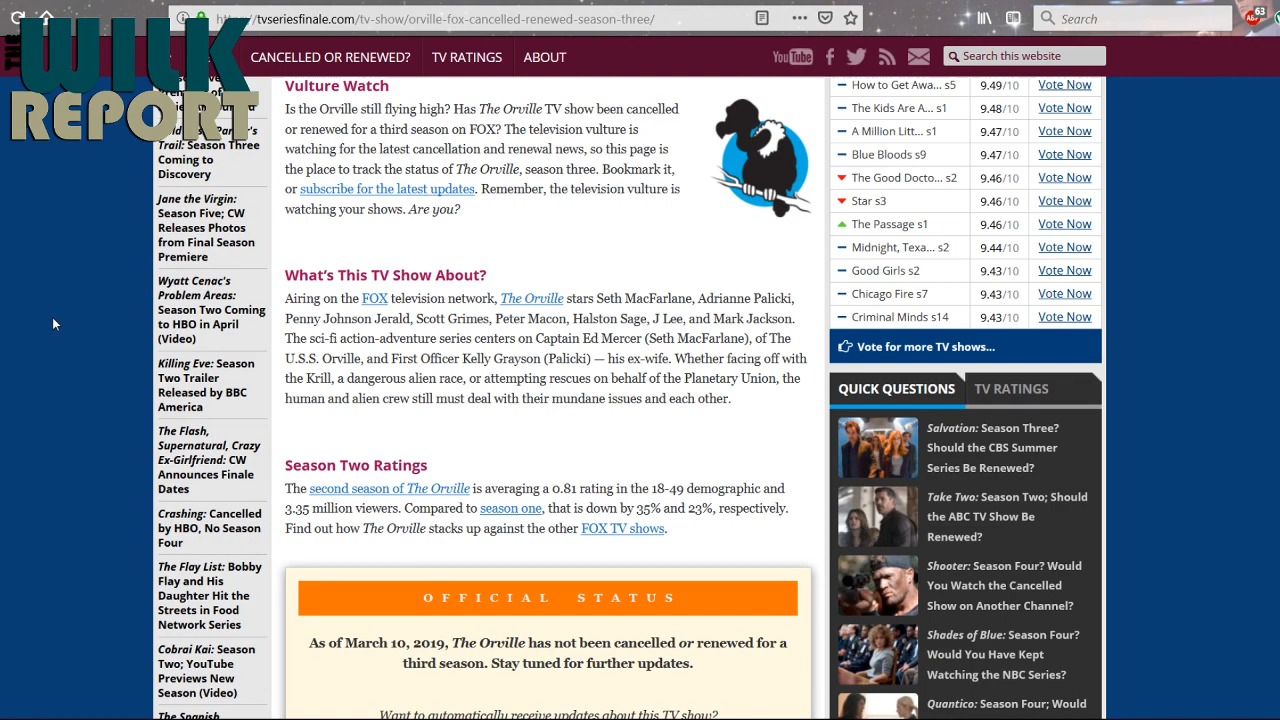 https://tvseriesfinale.com/tv-show/orville-fox-cancelled-renewed-season-three/
Search
63
WILK
REPORT
CANCELLED OR RENEWED?
TV RATINGS
ABOUT
You Tube
Search this website
Trail: Season Three
Coming to
Discovery
Jane the Virgin:
Season Five; CW
Releases Photos
from Final Season
Premiere
Wyatt Cenac's
Problem Areas:
Season Two Coming
to HBO in April
(Video)
Killing Eve: Season
Two Trailer
Released by BBC
America
The Flash,
Supernatural, Crazy
Ex-Girlfriend: CW
Announces Finale
Dates
Crashing: Cancelled
by HBO, No Season
Four
The Flay List: Bobby
Flay and His
Daughter Hit the
Streets in Food
Network Series
Cobrai Kai: Season
Two; YouTube
Previews New
Season (Video)
The Spanish
Vulture Watch
Is the Orville still flying high? Has The Orville TV show been cancelled
or renewed for a third season on FOX? The television vulture is
watching for the latest cancellation and renewal news, so this page is
the place to track the status of The Orville, season three. Bookmark it,
or subscribe for the latest updates. Remember, the television vulture is
watching your shows. Are you?
What's This TV Show About?
Airing on the FOX television network, The Orville stars Seth MacFarlane, Adrianne Palicki,
Penny Johnson Jerald, Scott Grimes, Peter Macon, Halston Sage, J Lee, and Mark Jackson.
The sci-fi action-adventure series centers on Captain Ed Mercer (Seth MacFarlane), of The
U.S.S. Orville, and First Officer Kelly Grayson (Palicki) — his ex-wife. Whether facing off with
the Krill, a dangerous alien race, or attempting rescues on behalf of the Planetary Union, the
human and alien crew still must deal with their mundane issues and each other.
Season Two Ratings
The second season of The Orville is averaging a 0.81 rating in the 18-49 demographic and
3.35 million viewers. Compared to season one, that is down by 35% and 23%, respectively.
Find out how The Orville stacks up against the other FOX TV shows.
OFFICIAL STATUS
As of March 10, 2019, The Orville has not been cancelled or renewed for a
third season. Stay tuned for further updates.
Want to automatically receive updates about this TV show?
How to Get Awa... s5 9.49/10 Vote Now
The Kids Are A... s1 9.48/10 Vote Now
A Million Litt... s1 9.47/10 Vote Now
Blue Bloods s9 9.47/10 Vote Now
The Good Docto... s2 9.46/10 Vote Now
Star s3 9.46/10 Vote Now
The Passage s1 9.46/10 Vote Now
Midnight, Texa... s2 9.44/10 Vote Now
Good Girls s2 9.43/10 Vote Now
Chicago Fire s7 9.43/10 Vote Now
Criminal Minds s14 9.43/10 Vote Now
Vote for more TV shows...
QUICK QUESTIONS
TV RATINGS
Salvation: Season Three?
Should the CBS Summer
Series Be Renewed?
Take Two: Season Two; Should
the ABC TV Show Be
Renewed?
Shooter: Season Four? Would
You Watch the Cancelled
Show on Another Channel?
Shades of Blue: Season Four?
Would You Have Kept
Watching the NBC Series?
Quantico: Season Four; Would